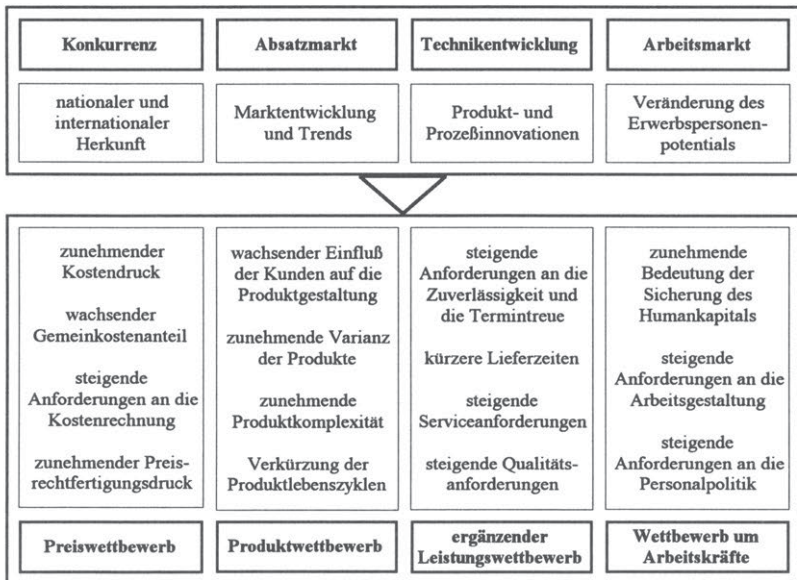 Konkurrenz
Absatzmarkt
Technikentwicklung
Arbeitsmarkt
nationaler und
internationaler
Herkunft
Marktentwicklung
und Trends
Produkt- und
Prozeßinnovationen
Veränderung des
Erwerbspersonen-
potentials
zunehmender
Kostendruck
wachsender
Gemeinkostenanteil
steigende
Anforderungen an die
Kostenrechnung
zunehmender Preis-
rechtfertigungsdruck
wachsender Einfluß
der Kunden auf die
Produktgestaltung
zunehmende Varianz
der Produkte
zunehmende
Produktkomplexität
Verkürzung der
Produktlebenszyklen
steigende
Anforderungen an die
Zuverlässigkeit und
die Termintreue
kürzere Lieferzeiten
steigende
Serviceanforderungen
steigende Qualitäts-
anforderungen
zunehmende
Bedeutung der
Sicherung des
Humankapitals
steigende
Anforderungen an die
Arbeitsgestaltung
steigende
Anforderungen an die
Personalpolitik
Preiswettbewerb
Produktwettbewerb
ergänzender
Leistungswettbewerb
Wettbewerb um
Arbeitskräfte